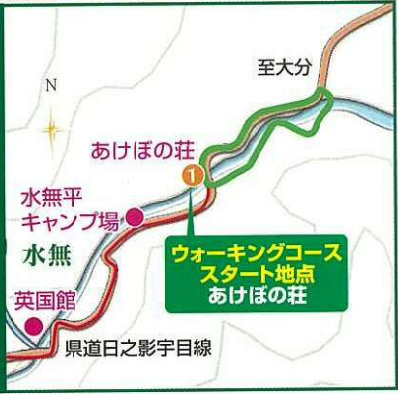 至大分
N
あけぼの荘
1
水無平
キャンプ場
水無
ウォーキングコース
スタート地点
あけぼの荘
英国館
県道日之影宇目線